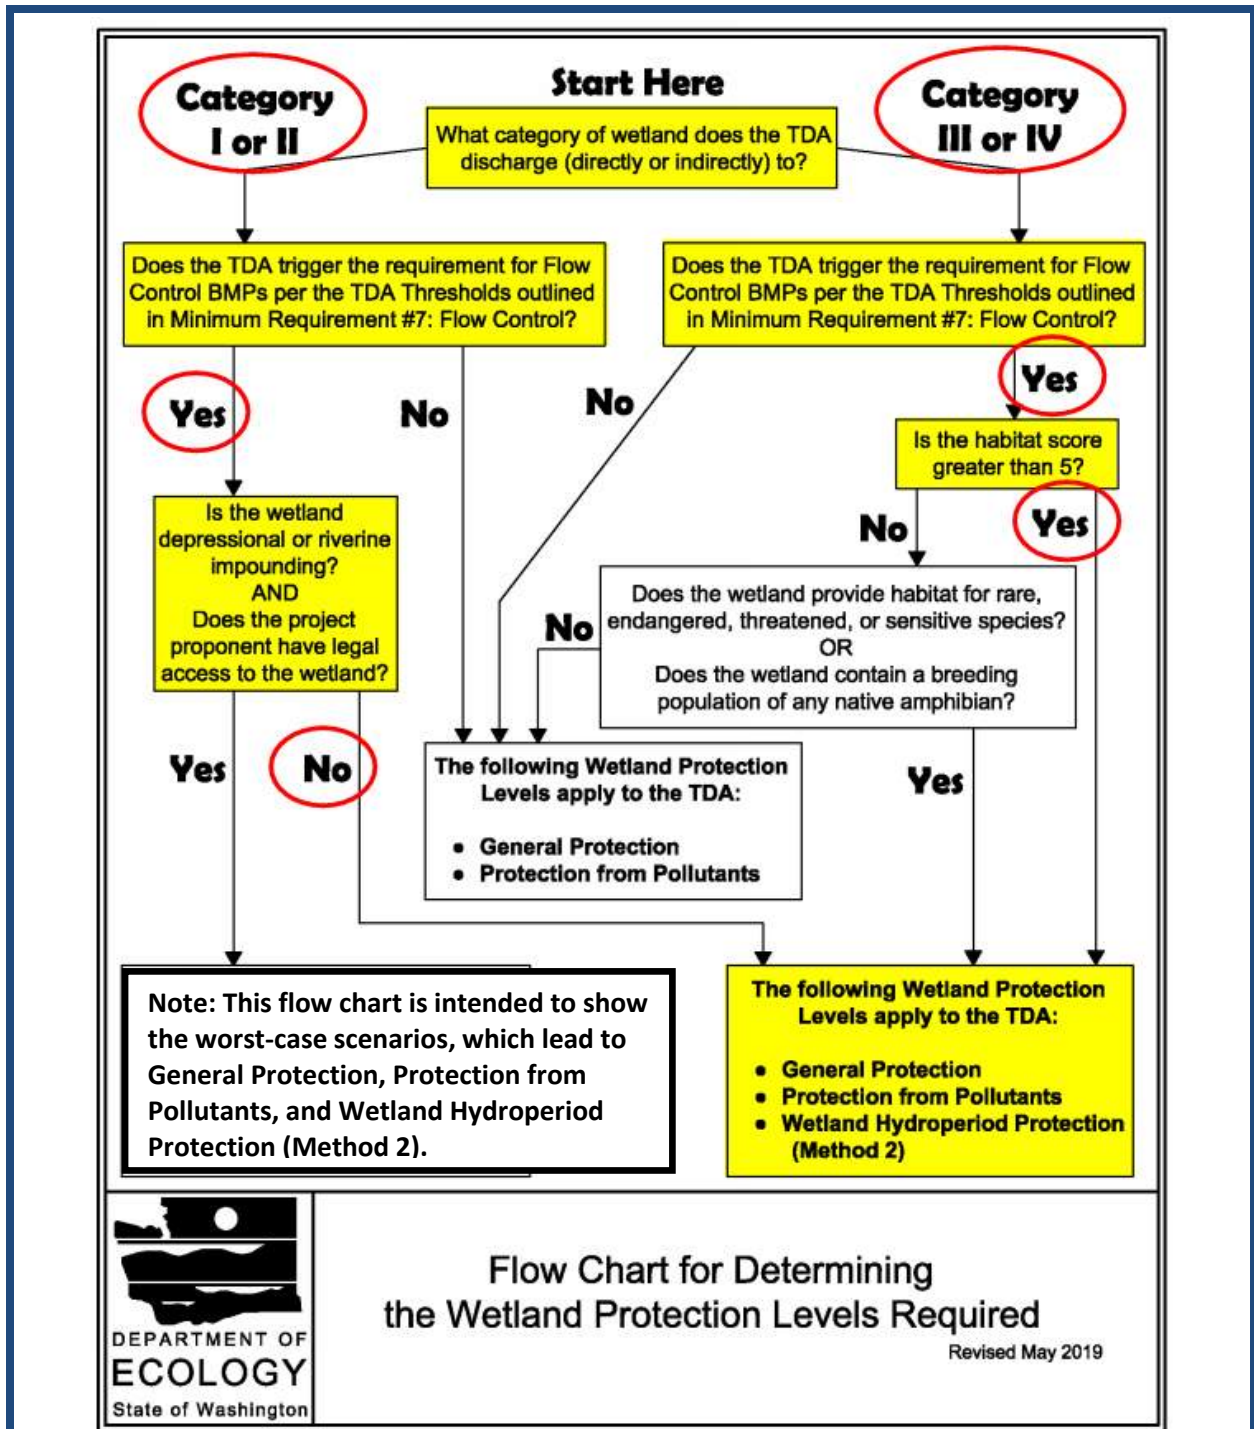 Start Here
Category
I or II
Category
III or IV
What category of wetland does the TDA
discharge (directly or indirectly) to?
Does the TDA trigger the requirement for Flow
Control BMPs per the TDA Thresholds outlined
in Minimum Requirement #7: Flow Control?
Does the TDA trigger the requirement for Flow
Control BMPs per the TDA Thresholds outlined
in Minimum Requirement #7: Flow Control?
Yes
No
No
Yes
Is the habitat score
greater than 5?
Is the wetland
depressional or riverine
impounding?
AND
Does the project
proponent have legal
access to the wetland?
No
Yes
Does the wetland provide habitat for rare,
endangered, threatened, or sensitive species?
OR
Does the wetland contain a breeding
population of any native amphibian?
No
Yes
No
The following Wetland Protection
Levels apply to the TDA:
• General Protection
• Protection from Pollutants
Yes
Note: This flow chart is intended to show
the worst-case scenarios, which lead to
General Protection, Protection from
Pollutants, and Wetland Hydroperiod
Protection (Method 2).
The following Wetland Protection
Levels apply to the TDA:
• General Protection
• Protection from Pollutants
• Wetland Hydroperiod Protection
(Method 2)
DEPARTMENT OF
ECOLOGY
State of Washington
Flow Chart for Determining
the Wetland Protection Levels Required
Revised May 2019